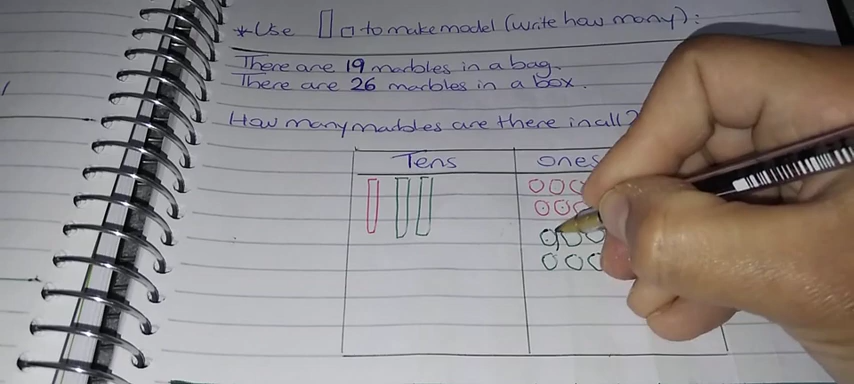 *Use to make model (write how many):
There are 19 marbles in a bag.
There are 26 marbles in a box.
How many marbles are there in all?
Tens ones